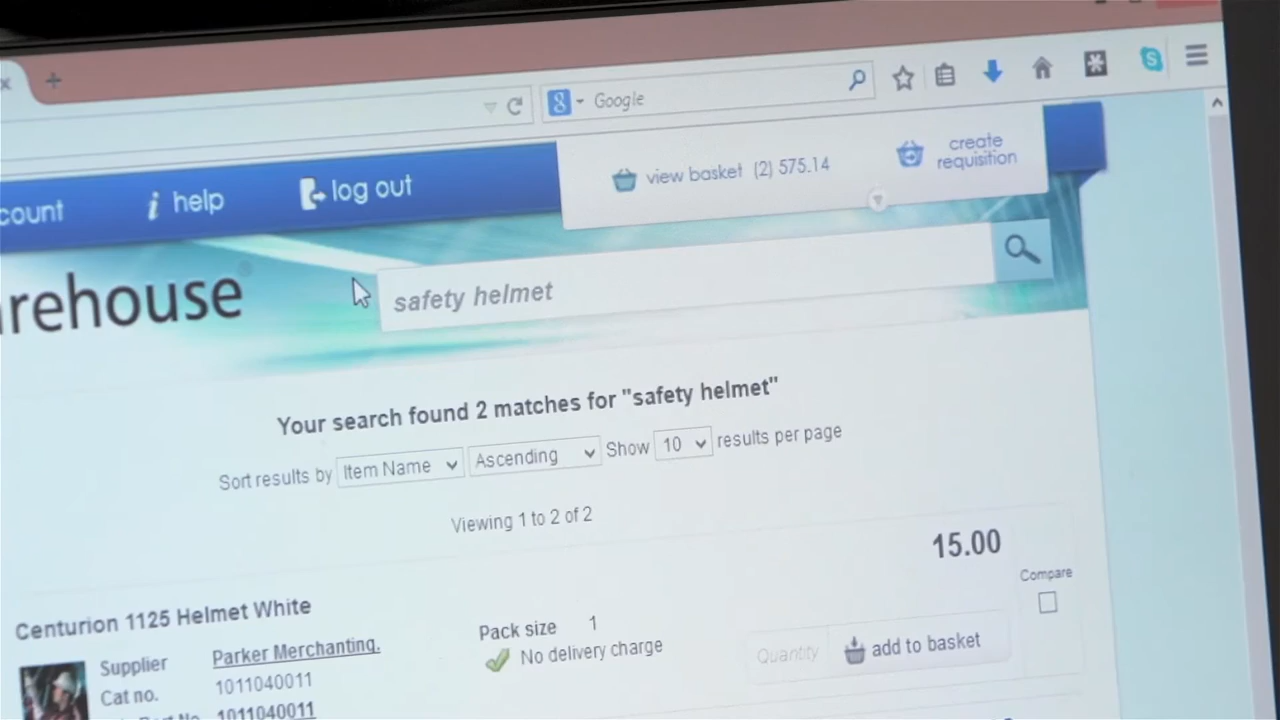 Google
count
help
log out
view basket (2) 575.14
create
requisition
rehouse
safety helmet
Your search found 2 matches for "safety helmet"
Sort results by Item Name Ascending Show 10 results per page
Viewing 1 to 2 of 2
15.00
Compare
Centurion 1125 Helmet White
Pack size 1
Supplier Parker Merchanting.
No delivery charge
Quantity
add to basket
Cat no. 1011040011
1011040011